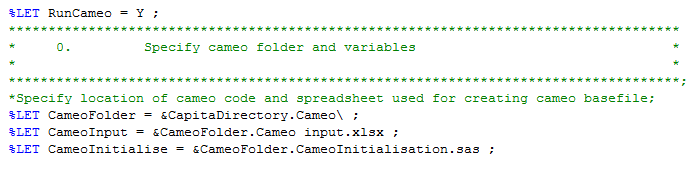 %LET RunCameo = Y ;
************************************************************************************
*     0.         Specify cameo folder and variables                                *
*                                                                                  *
************************************************************************************;
*Specify location of cameo code and spreadsheet used for creating cameo basefile;
%LET CameoFolder = &CapitaDirectory.Cameo\ ;
%LET CameoInput = &CameoFolder.Cameo input.xlsx ;
%LET CameoInitialise = &CameoFolder.CameoInitialisation.sas ;